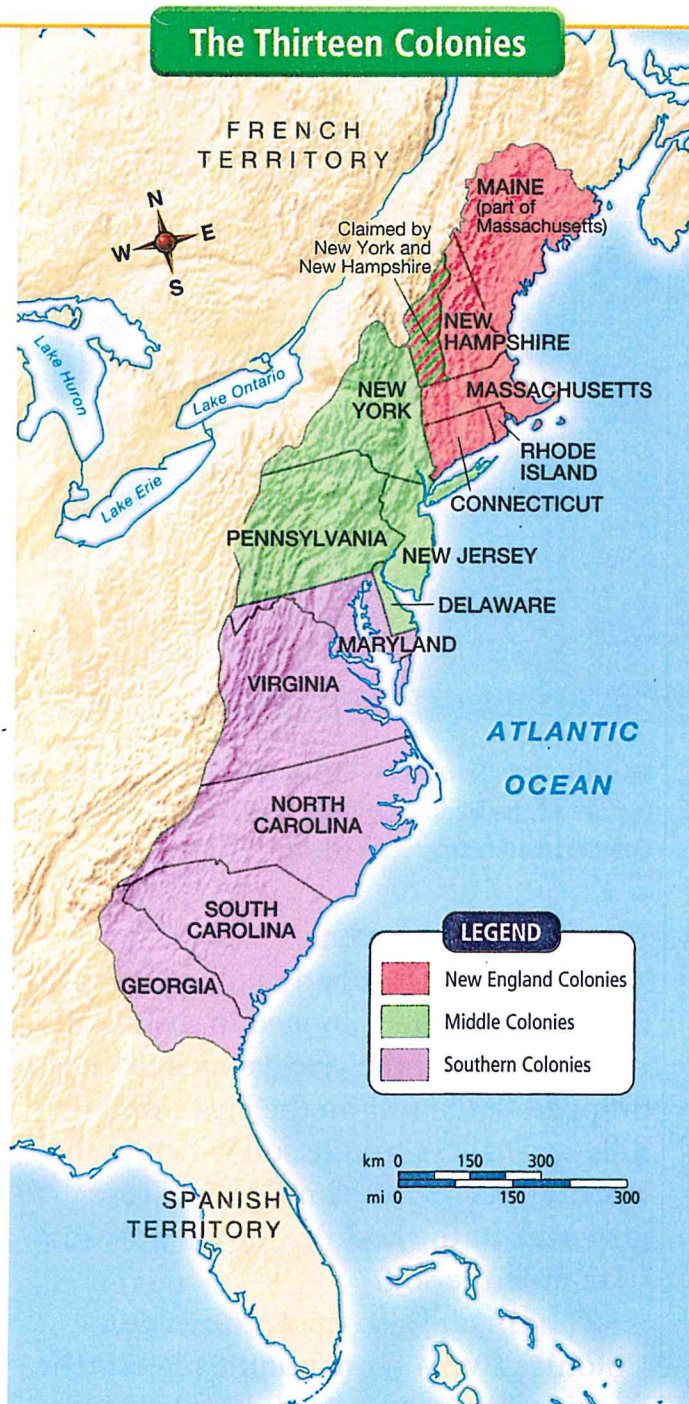 The Thirteen Colonies
FRENCH
TERRITORY
N
W
E
S
MAINE
(part of
Massachusetts)
Claimed by
New York and
New Hampshire
NEW
HAMPSHIRE
Lake Huron
Lake Ontario
NEW
YORK
MASSACHUSETTS
RHODE
ISLAND
Lake Erie
CONNECTICUT
PENNSYLVANIA
NEW JERSEY
DELAWARE
MARYLAND
VIRGINIA
ATLANTIC
OCEAN
NORTH
CAROLINA
SOUTH
CAROLINA
GEORGIA
LEGEND
New England Colonies
Middle Colonies
Southern Colonies
km 0 150 300
mi 0 150 300
SPANISH
TERRITORY